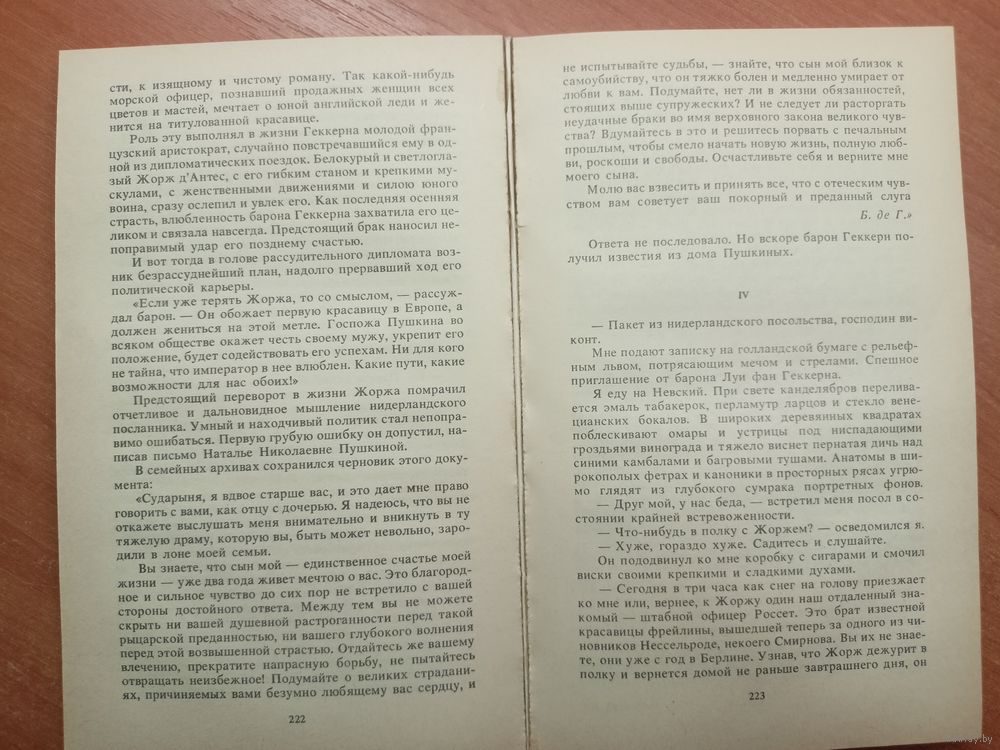 сти, к изящному и чистому роману. Так какой-нибудь
морской офицер, познавший продажных женщин всех
цветов и мастей, мечтает о юной английской леди и же-
нится на титулованной красавице.
Роль эту выполнял в жизни Геккерна молодой фран-
цузский аристократ, случайно повстречавшийся ему в од-
ной из дипломатических поездок. Белокурый и светлогла-
зый Жорж д'Антес, с его гибким станом и крепкими му-
скулами, с женственными движениями и силою юного
воина, сразу ослепил и увлек его. Как последняя осенняя
страсть, влюбленность барона Геккерна захватила его це-
ликом и связала навсегда. Предстоящий брак наносил не-
поправимый удар его позднему счастью.
И вот тогда в голове рассудительного дипломата воз-
ник безрассуднейший план, надолго прервавший ход его
политической карьеры.
«Если уже терять Жоржа, то со смыслом, — рассуж-
дал барон. — Он обожает первую красавицу в Европе, а
должен жениться на этой метле. Госпожа Пушкина во
всяком обществе окажет честь своему мужу, укрепит его
положение, будет содействовать его успехам. Ни для кого
не тайна, что император в нее влюблен. Какие пути, какие
возможности для нас обоих!»
Предстоящий переворот в жизни Жоржа помрачил
отчетливое и дальновидное мышление нидерландского
посланника. Умный и находчивый политик стал непопра-
вимо ошибаться. Первую грубую ошибку он допустил, на-
писав письмо Наталье Николаевне Пушкиной.
В семейных архивах сохранился черновик этого доку-
мента:
«Сударыня, я вдвое старше вас, и это дает мне право
говорить с вами, как отцу с дочерью. Я надеюсь, что вы не
откажете выслушать меня внимательно и вникнуть в ту
тяжелую драму, которую вы, быть может невольно, заро-
дили в лоне моей семьи.
Вы знаете, что сын мой — единственное счастье моей
жизни — уже два года живет мечтою о вас. Это благород-
ное и сильное чувство до сих пор не встретило с вашей
стороны достойного ответа. Между тем вы не можете
скрыть ни вашей душевной растроганности перед такой
рыцарской преданностью, ни вашего глубокого волнения
перед этой возвышенной страстью. Отдайтесь же вашему
влечению, прекратите напрасную борьбу, не пытайтесь
отвращать неизбежное! Подумайте о великих страдани-
ях, причиняемых вами безумно любящему вас сердцу, и
222
не испытывайте судьбы, — знайте, что сын мой близок к
самоубийству, что он тяжко болен и медленно умирает от
любви к вам. Подумайте, нет ли в жизни обязанностей,
стоящих выше супружеских? И не следует ли расторгать
неудачные браки во имя верховного закона великого чув-
ства? Вдумайтесь в это и решитесь порвать с печальным
прошлым, чтобы смело начать новую жизнь, полную люб-
ви, роскоши и свободы. Осчастливьте себя и верните мне
моего сына.
Молю вас взвесить и принять все, что с отеческим чув-
ством вам советует ваш покорный и преданный слуга
Б. де Г.»
Ответа не последовало. Но вскоре барон Геккерн по-
лучил известия из дома Пушкиных.
IV
— Пакет из нидерландского посольства, господин ви-
конт.
Мне подают записку на голландской бумаге с рельеф-
ным львом, потрясающим мечом и стрелами. Спешное
приглашение от барона Луи фан Геккерна.
Я еду на Невский. При свете канделябров переливa-
ется эмаль табакерок, перламутр ларцов и стекло вене-
цианских бокалов. В широких деревянных квадратах
поблескивают омары и устрицы под ниспадающими
гроздьями винограда и тяжело виснет пернатая дичь над
синими камбалами и багровыми тушами. Анатомы в ши-
рокополых фетрах и каноники в просторных рясах угрю-
мо глядят из глубокого сумрака портретных фонов.
— Друг мой, у нас беда, — встретил меня посол в со-
стоянии крайней встревоженности.
— Что-нибудь в полку с Жоржем? — осведомился я.
— Хуже, гораздо хуже. Садитесь и слушайте.
Он пододвинул ко мне коробку с сигарами и смочил
виски своими крепкими и сладкими духами.
— Сегодня в три часа как снег на голову приезжает
ко мне или, вернее, к Жоржу один наш отдаленный зна-
комый — штабной офицер Россет. Это брат известной
красавицы фрейлины, вышедшей теперь за одного из чи-
новников Нессельроде, некоего Смирнова. Вы их не знае-
те, они уже с год в Берлине. Узнав, что Жорж дежурит в
полку и вернется домой не раньше завтрашнего дня, он
223